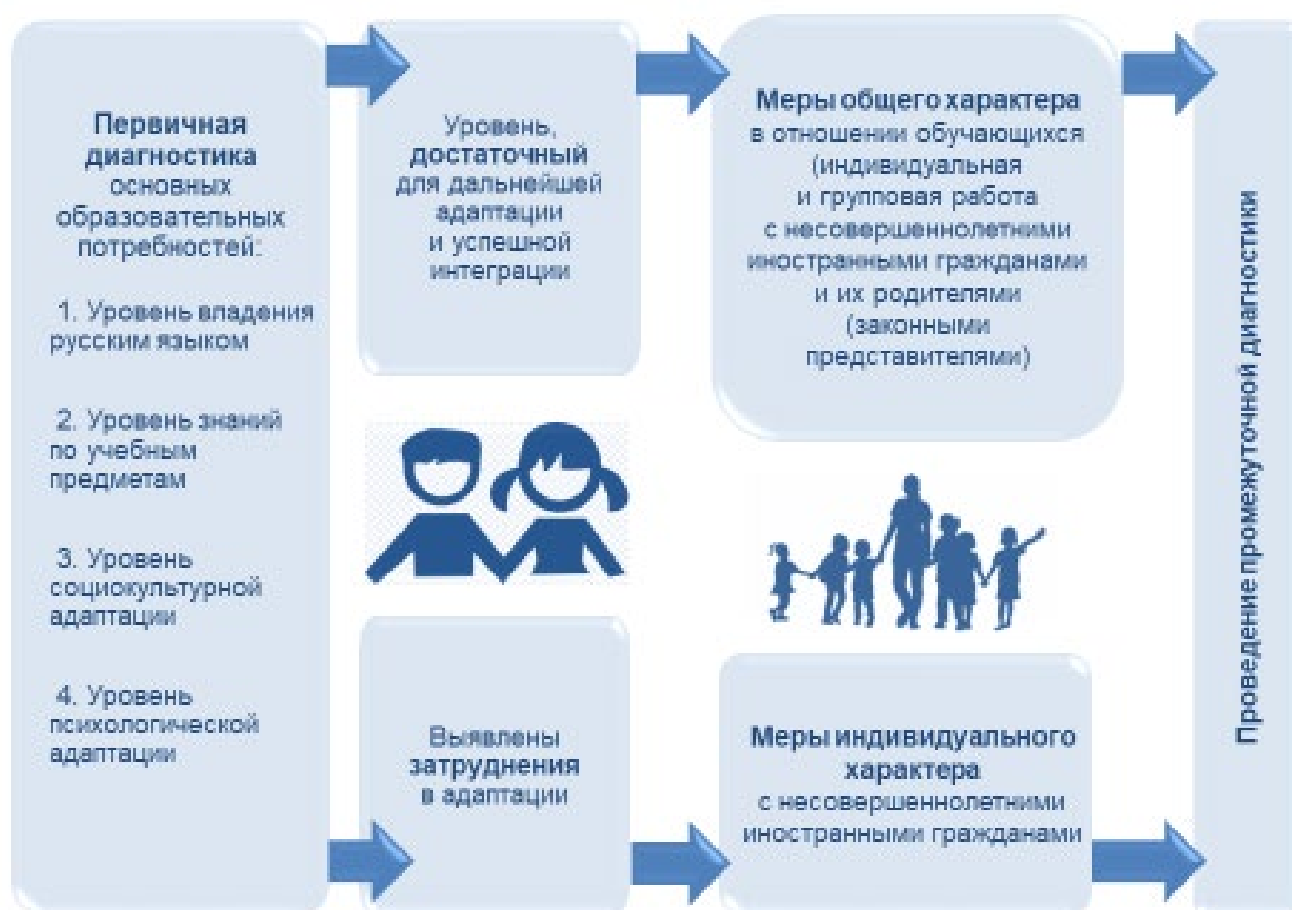 Первичная
диагностика
основных
образовательных
потребностей:
1. Уровень владения
русским языком
2. Уровень знаний
по учебным
предметам
3. Уровень
социокультурной
адаптации
4. Уровень
психологической
адаптации
Уровень,
достаточный
для дальнейшей
адаптации
и успешной
интеграции
Выявлены
затруднения
в адаптации
Меры общего характера
в отношении обучающихся
(индивидуальная
и групповая работа
с несовершеннолетними
иностранными гражданами
и их родителями
(законными
представителями)
Меры индивидуального
характера
с несовершеннолетними
иностранными гражданами
Проведение промежуточной диагностики